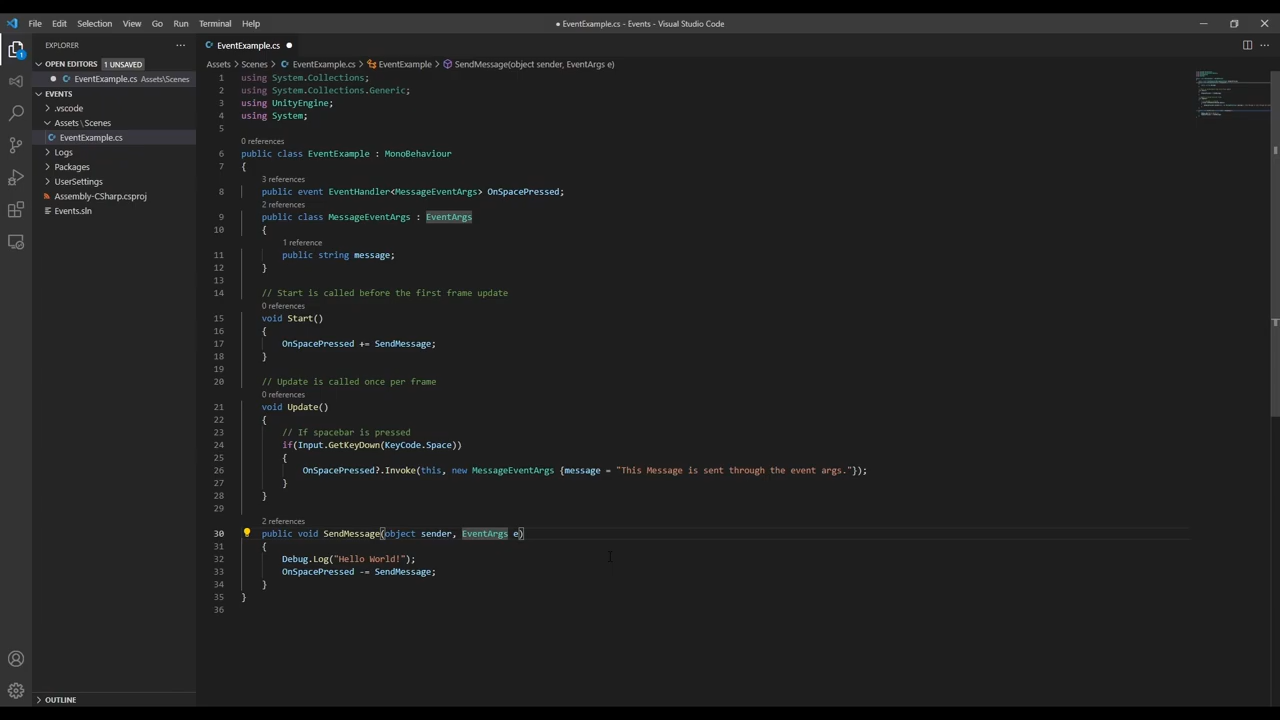 File Edit Selection View Go Run Terminal Help
● EventExample.cs - Events - Visual Studio Code
EXPLORER
OPEN EDITORS 1 UNSAVED
EventExample.cs Assets\Scenes
EVENTS
.vscode
Assets \ Scenes
EventExample.cs
Logs
Packages
UserSettings
Assembly-CSharp.csproj
Events.sln
OUTLINE
1
EventExample.cs
Assets > Scenes > EventExample.cs > EventExample > SendMessage(object sender, EventArgs e)
1 using System.Collections;
2 using System.Collections.Generic;
3 using UnityEngine;
4 using System;
5
0 references
6 public class EventExample : MonoBehaviour
7 {
3 references
8 public event EventHandler<MessageEventArgs> OnSpacePressed;
2 references
9 public class MessageEventArgs : EventArgs
10 {
1 reference
11 public string message;
12 }
13
14 // Start is called before the first frame update
0 references
15 void Start()
16 {
17 OnSpacePressed += SendMessage;
18 }
19
20 // Update is called once per frame
0 references
21 void Update()
22 {
23 // If spacebar is pressed
24 if(Input.GetKeyDown(KeyCode.Space))
25 {
26 OnSpacePressed?.Invoke(this, new MessageEventArgs {message = "This Message is sent through the event args."});
27 }
28 }
29
2 references
30 public void SendMessage(object sender, EventArgs e)
31 {
32 Debug.Log("Hello World!");
33 OnSpacePressed -= SendMessage;
34 }
35 }
36